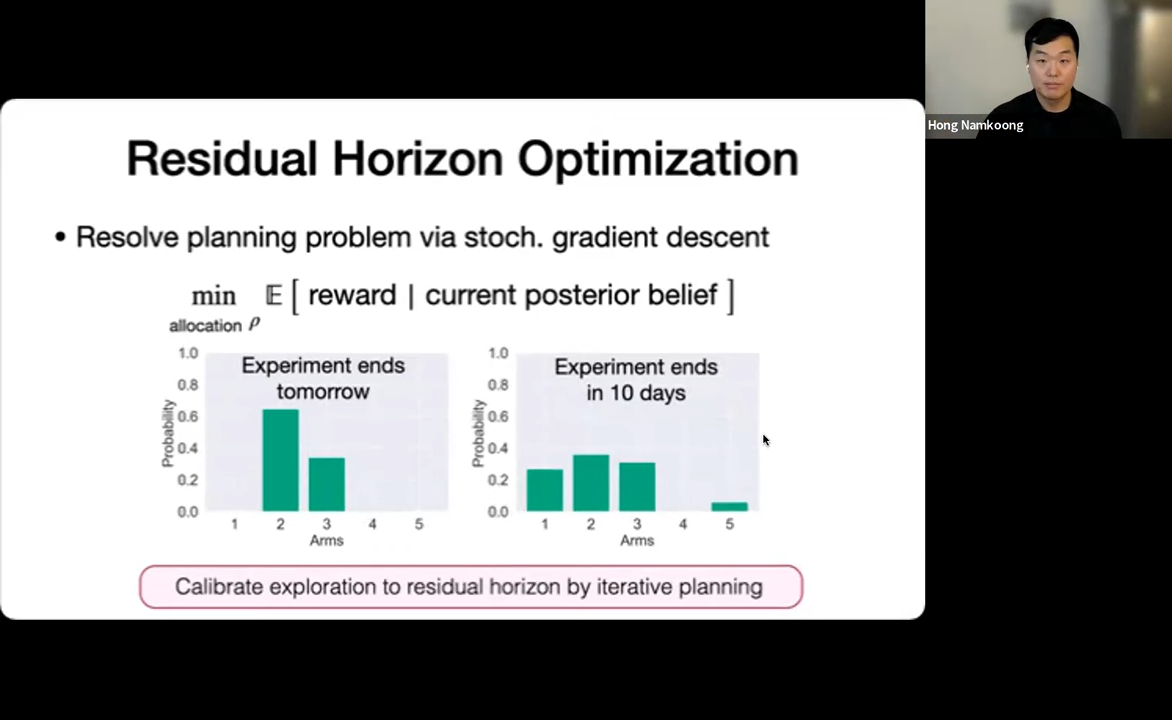 Hong Namkoong
Residual Horizon Optimization
• Resolve planning problem via stoch. gradient descent
min 𝔼 [ reward | current posterior belief ]
allocation ρ
Experiment ends
tomorrow
Probability
1.0
0.8
0.6
0.4
0.2
0.0
1 2 3 4 5
Arms
Experiment ends
in 10 days
Probability
1.0
0.8
0.6
0.4
0.2
0.0
1 2 3 4 5
Arms
Calibrate exploration to residual horizon by iterative planning